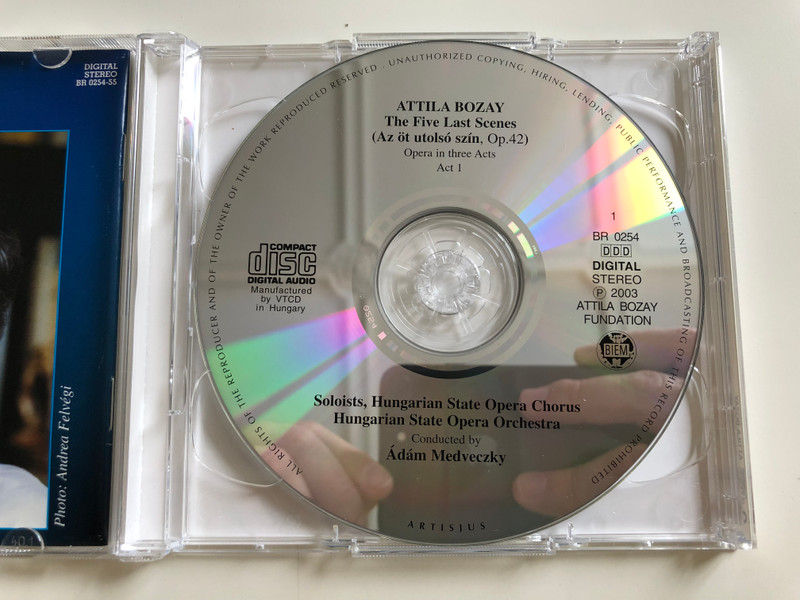 DIGITAL
STEREO
BR 0254-55
Photo: Andrea Felvégi
ALL RIGHTS OF THE REPRODUCER AND OF THE OWNER OF THE WORK REPRODUCED RESERVED . UNAUTHORIZED COPYING, HIRING, LENDING, PUBLIC PERFORMANCE AND BROADCASTING OF THIS RECORD PROHIBITED
ATTILA BOZAY
The Five Last Scenes
(Az öt utolsó szín, Op.42)
Opera in three Acts
Act 1
COMPACT
disc
DIGITAL AUDIO
Manufactured
by VTCD
in Hungary
1
BR 0254
DDD
DIGITAL
STEREO
℗ 2003
ATTILA BOZAY
FUNDATION
BIEM
Soloists, Hungarian State Opera Chorus
Hungarian State Opera Orchestra
Conducted by
Ádám Medveczky
ARTISJUS